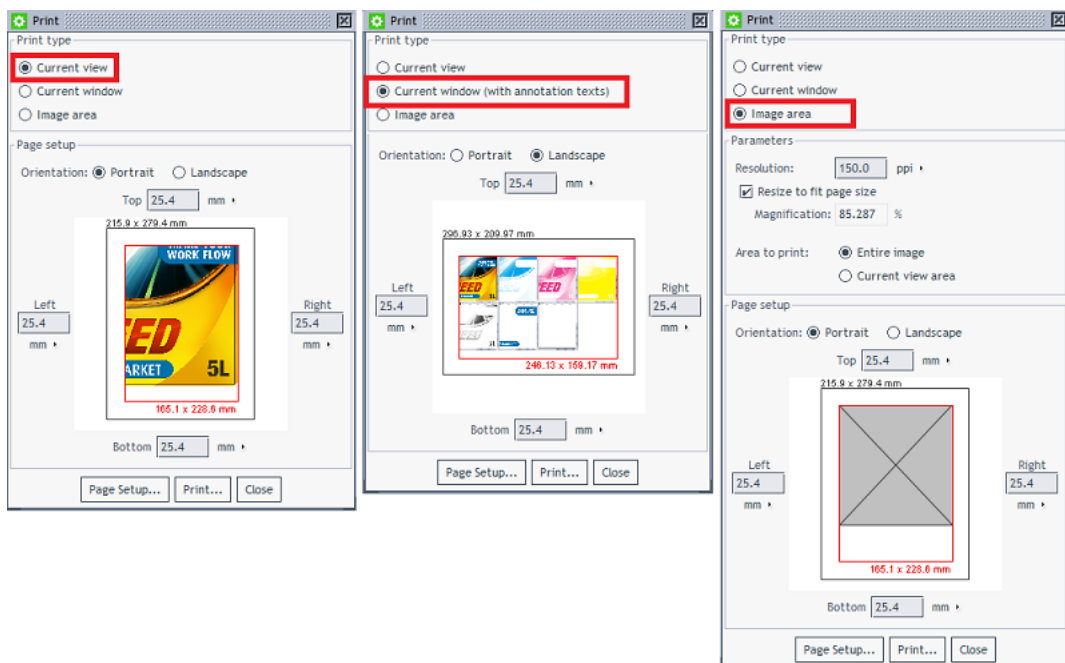 Print
Print type
Current view
Current window
Image area
Page setup
Orientation: Portrait Landscape
Top 25.4 mm
215.9 x 279.4 mm
WORK FLOW
Left
25.4
mm
Right
25.4
mm
ARKET
5L
165.1 x 228.6 mm
Bottom 25.4 mm
Page Setup... Print... Close
Print
Print type
Current view
Current window (with annotation texts)
Image area
Orientation: Portrait Landscape
Top 25.4 mm
296.93 x 209.97 mm
Left
25.4
mm
Right
25.4
mm
246.13 x 159.17 mm
Bottom 25.4 mm
Page Setup... Print... Close
Print
Print type
Current view
Current window
Image area
Parameters
Resolution: 150.0 ppi
Resize to fit page size
Magnification: 85.287 %
Area to print: Entire image
Current view area
Page setup
Orientation: Portrait Landscape
Top 25.4 mm
215.9 x 279.4 mm
Left
25.4
mm
Right
25.4
mm
165.1 x 228.6 mm
Bottom 25.4 mm
Page Setup... Print... Close